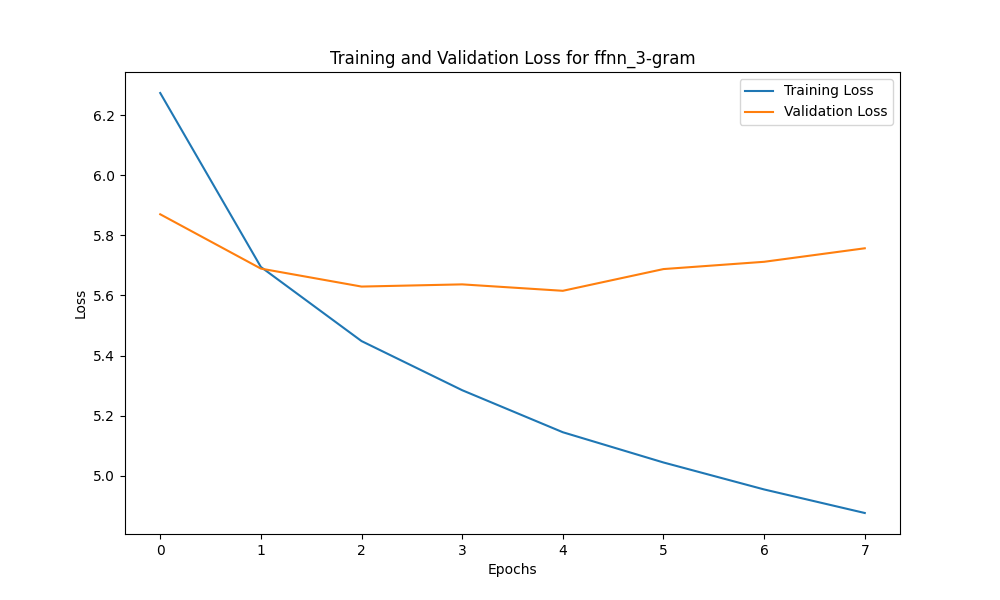 Training and Validation Loss for ffnn_3-gram
Training Loss
Validation Loss
6.2
6.0
5.8
5.6
5.4
5.2
5.0
Loss
0 1 2 3 4 5 6 7
Epochs